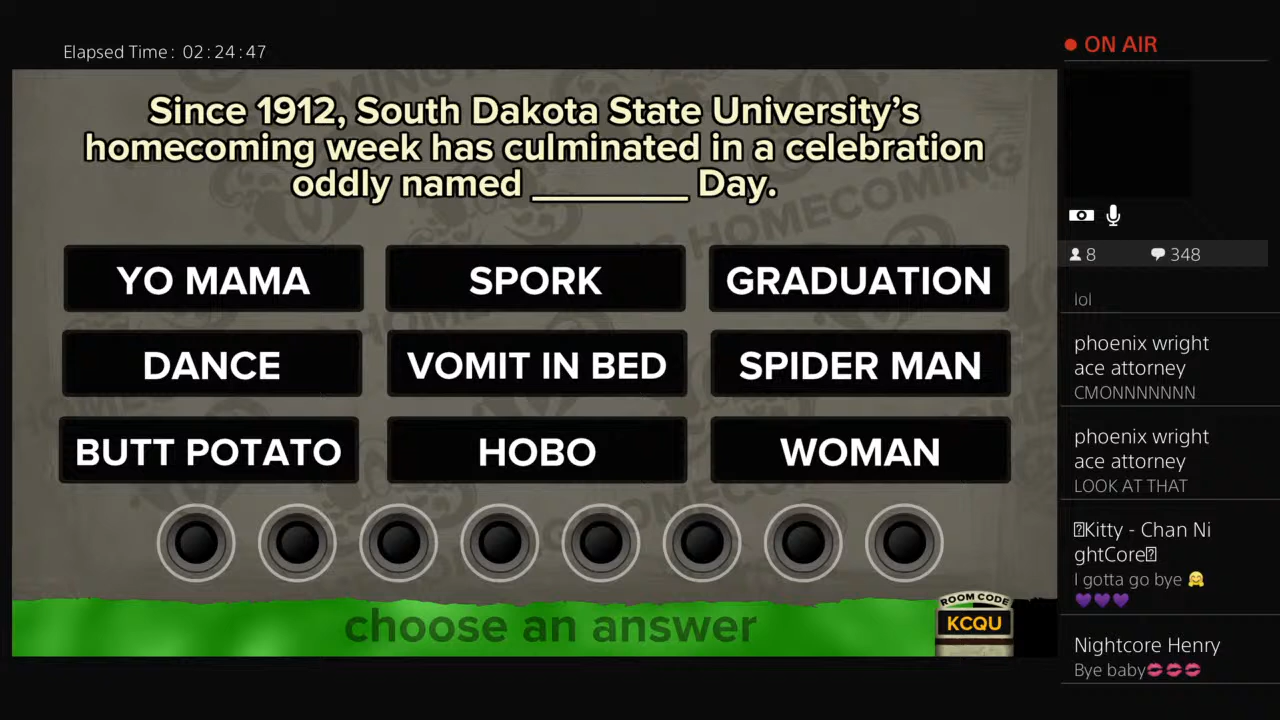 Elapsed Time: 02:24:47
ON AIR
Since 1912, South Dakota State University's
homecoming week has culminated in a celebration
oddly named ________ Day.
YO MAMA
SPORK
GRADUATION
DANCE
VOMIT IN BED
SPIDER MAN
BUTT POTATO
HOBO
WOMAN
choose an answer
ROOM CODE
KCQU
8
348
lol
phoenix wright
ace attorney
CMONNNNNNN
phoenix wright
ace attorney
LOOK AT THAT
Kitty - Chan Ni
ghtCore
I gotta go bye 🤗
💜💜💜
Nightcore Henry
Bye baby💋💋💋